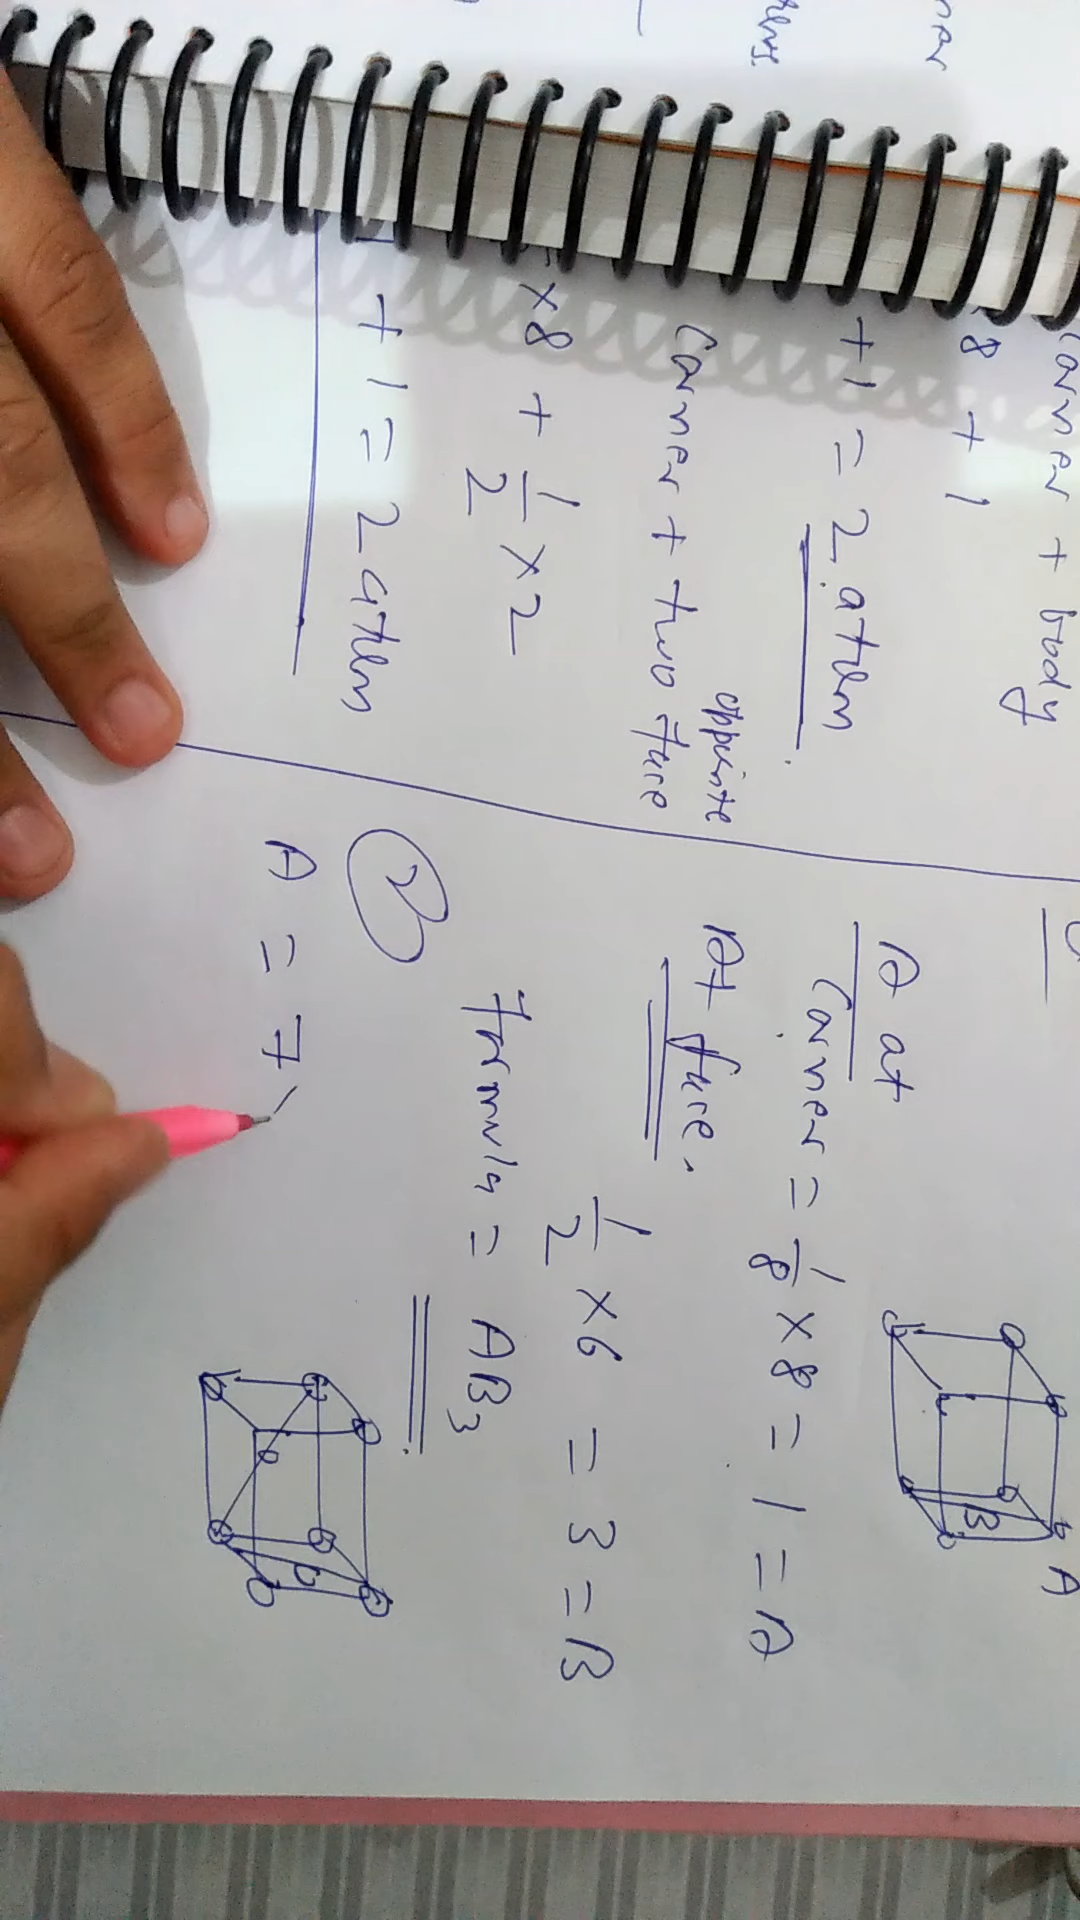 Corner + body
×8 + 1
+ 1 = 2 atom
opposite
Corner + two face
×8 + 1/2 × 2
+ 1 = 2 atom
A at
Corner = 1/8 × 8 = 1 = A
A
B
At face.
1/2 × 6 = 3 = B
Formula = AB3
2
A = 7